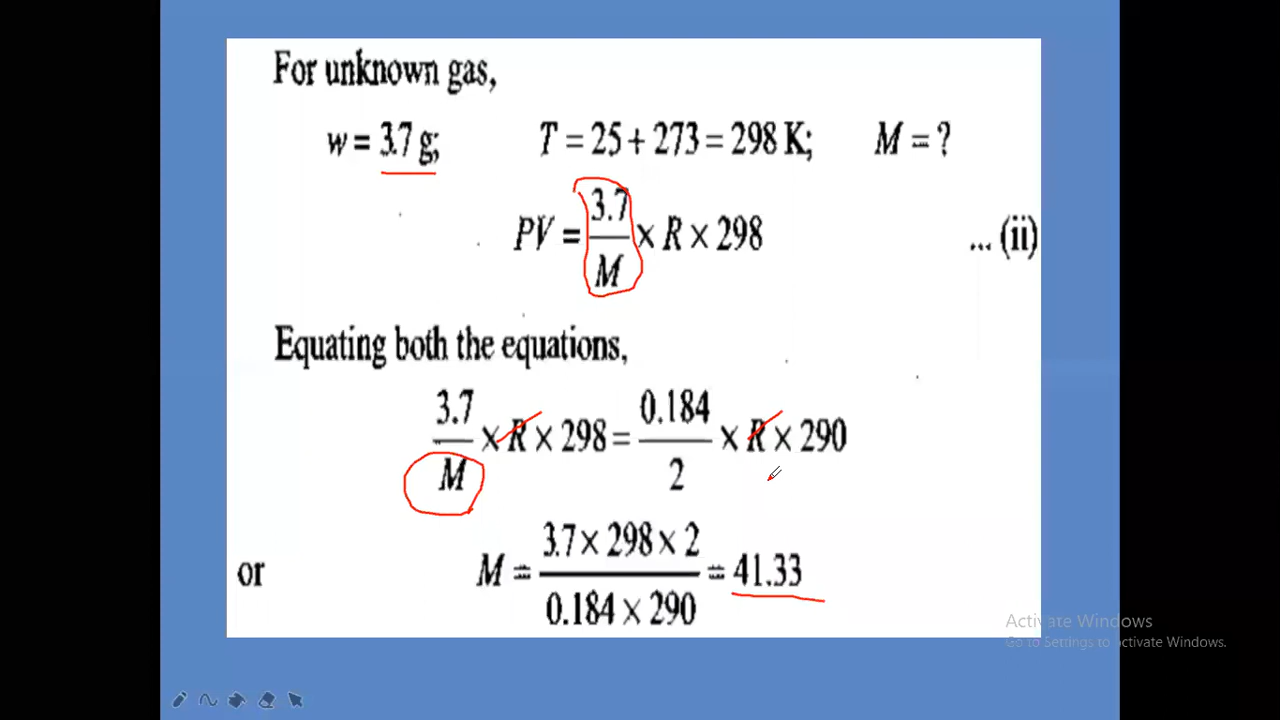 For unknown gas,
w = 3.7 g; T = 25 + 273 = 298 K; M = ?
PV = 3.7/M × R × 298 ... (ii)
Equating both the equations,
3.7/M × R × 298 = 0.184/2 × R × 290
or M = 3.7 × 298 × 2 / 0.184 × 290 = 41.33
Activate Windows
Go to Settings to Activate Windows.